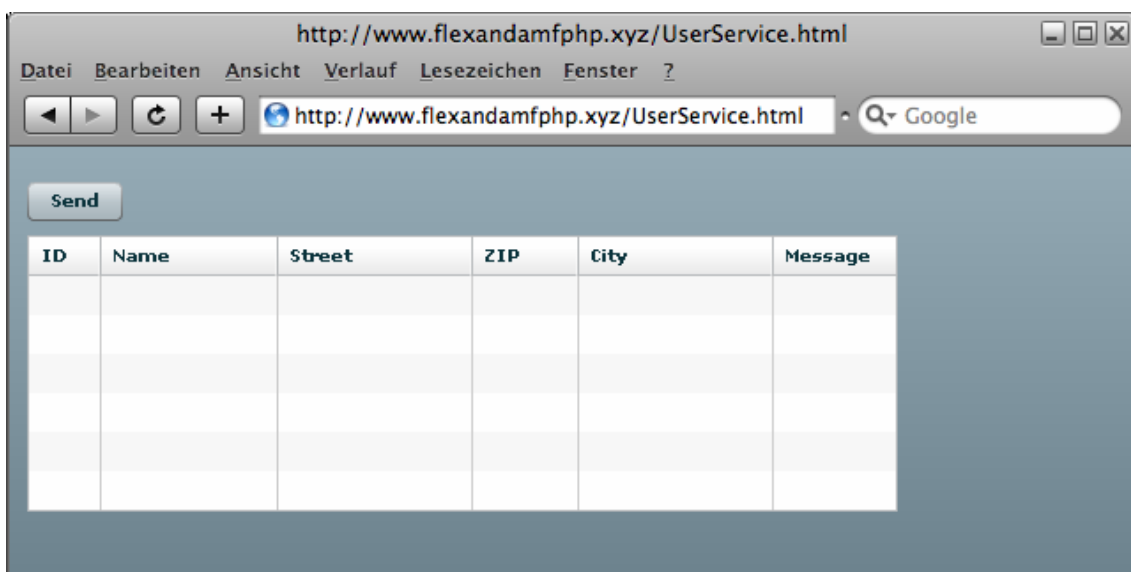 http://www.flexandamfphp.xyz/UserService.html
Datei Bearbeiten Ansicht Verlauf Lesezeichen Fenster ?
http://www.flexandamfphp.xyz/UserService.html Google
Send
ID Name Street ZIP City Message